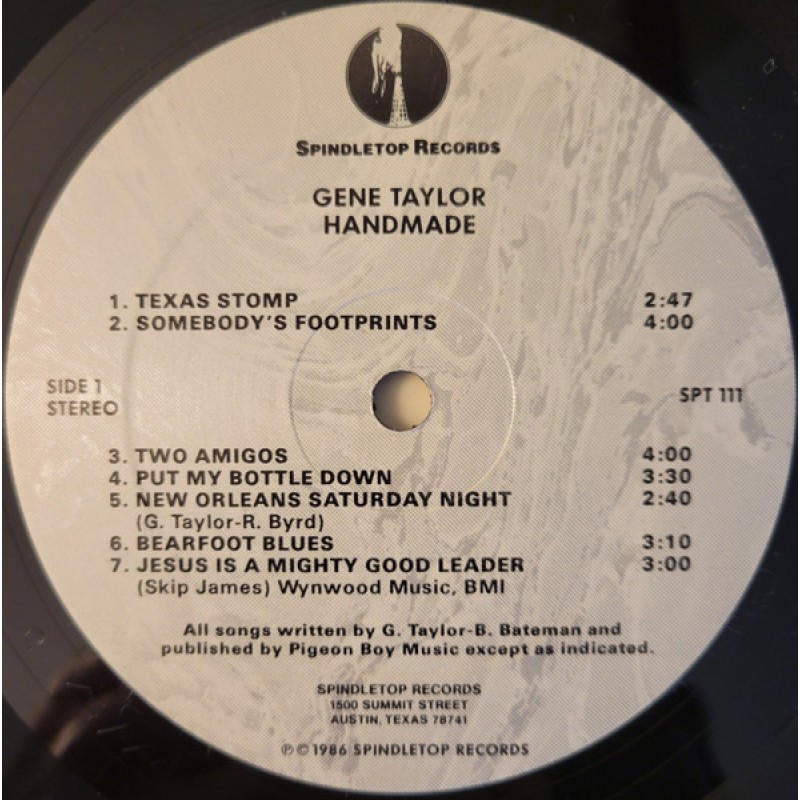 SPINDLETOP RECORDS
GENE TAYLOR
HANDMADE
1. TEXAS STOMP 2:47
2. SOMEBODY'S FOOTPRINTS 4:00
SIDE 1
STEREO
SPT 111
3. TWO AMIGOS 4:00
4. PUT MY BOTTLE DOWN 3:30
5. NEW ORLEANS SATURDAY NIGHT 2:40
(G. Taylor-R. Byrd)
6. BEARFOOT BLUES 3:10
7. JESUS IS A MIGHTY GOOD LEADER 3:00
(Skip James) Wynwood Music, BMI
All songs written by G. Taylor-B. Bateman and
published by Pigeon Boy Music except as indicated.
SPINDLETOP RECORDS
1500 SUMMIT STREET
AUSTIN, TEXAS 78741
℗ © 1986 SPINDLETOP RECORDS